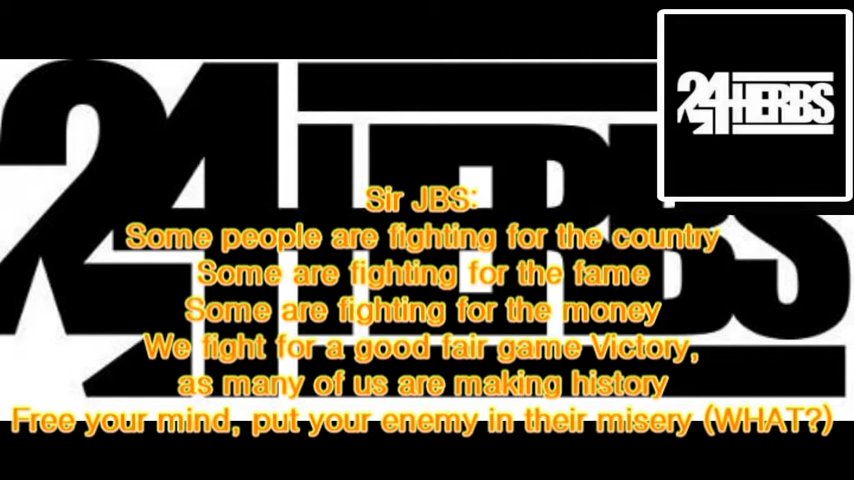 24HERBS
24HERBS
Sir JBS:
Some people are fighting for the country
Some are fighting for the fame
Some are fighting for the money
We fight for a good fair game Victory,
as many of us are making history
Free your mind, put your enemy in their misery (WHAT?)